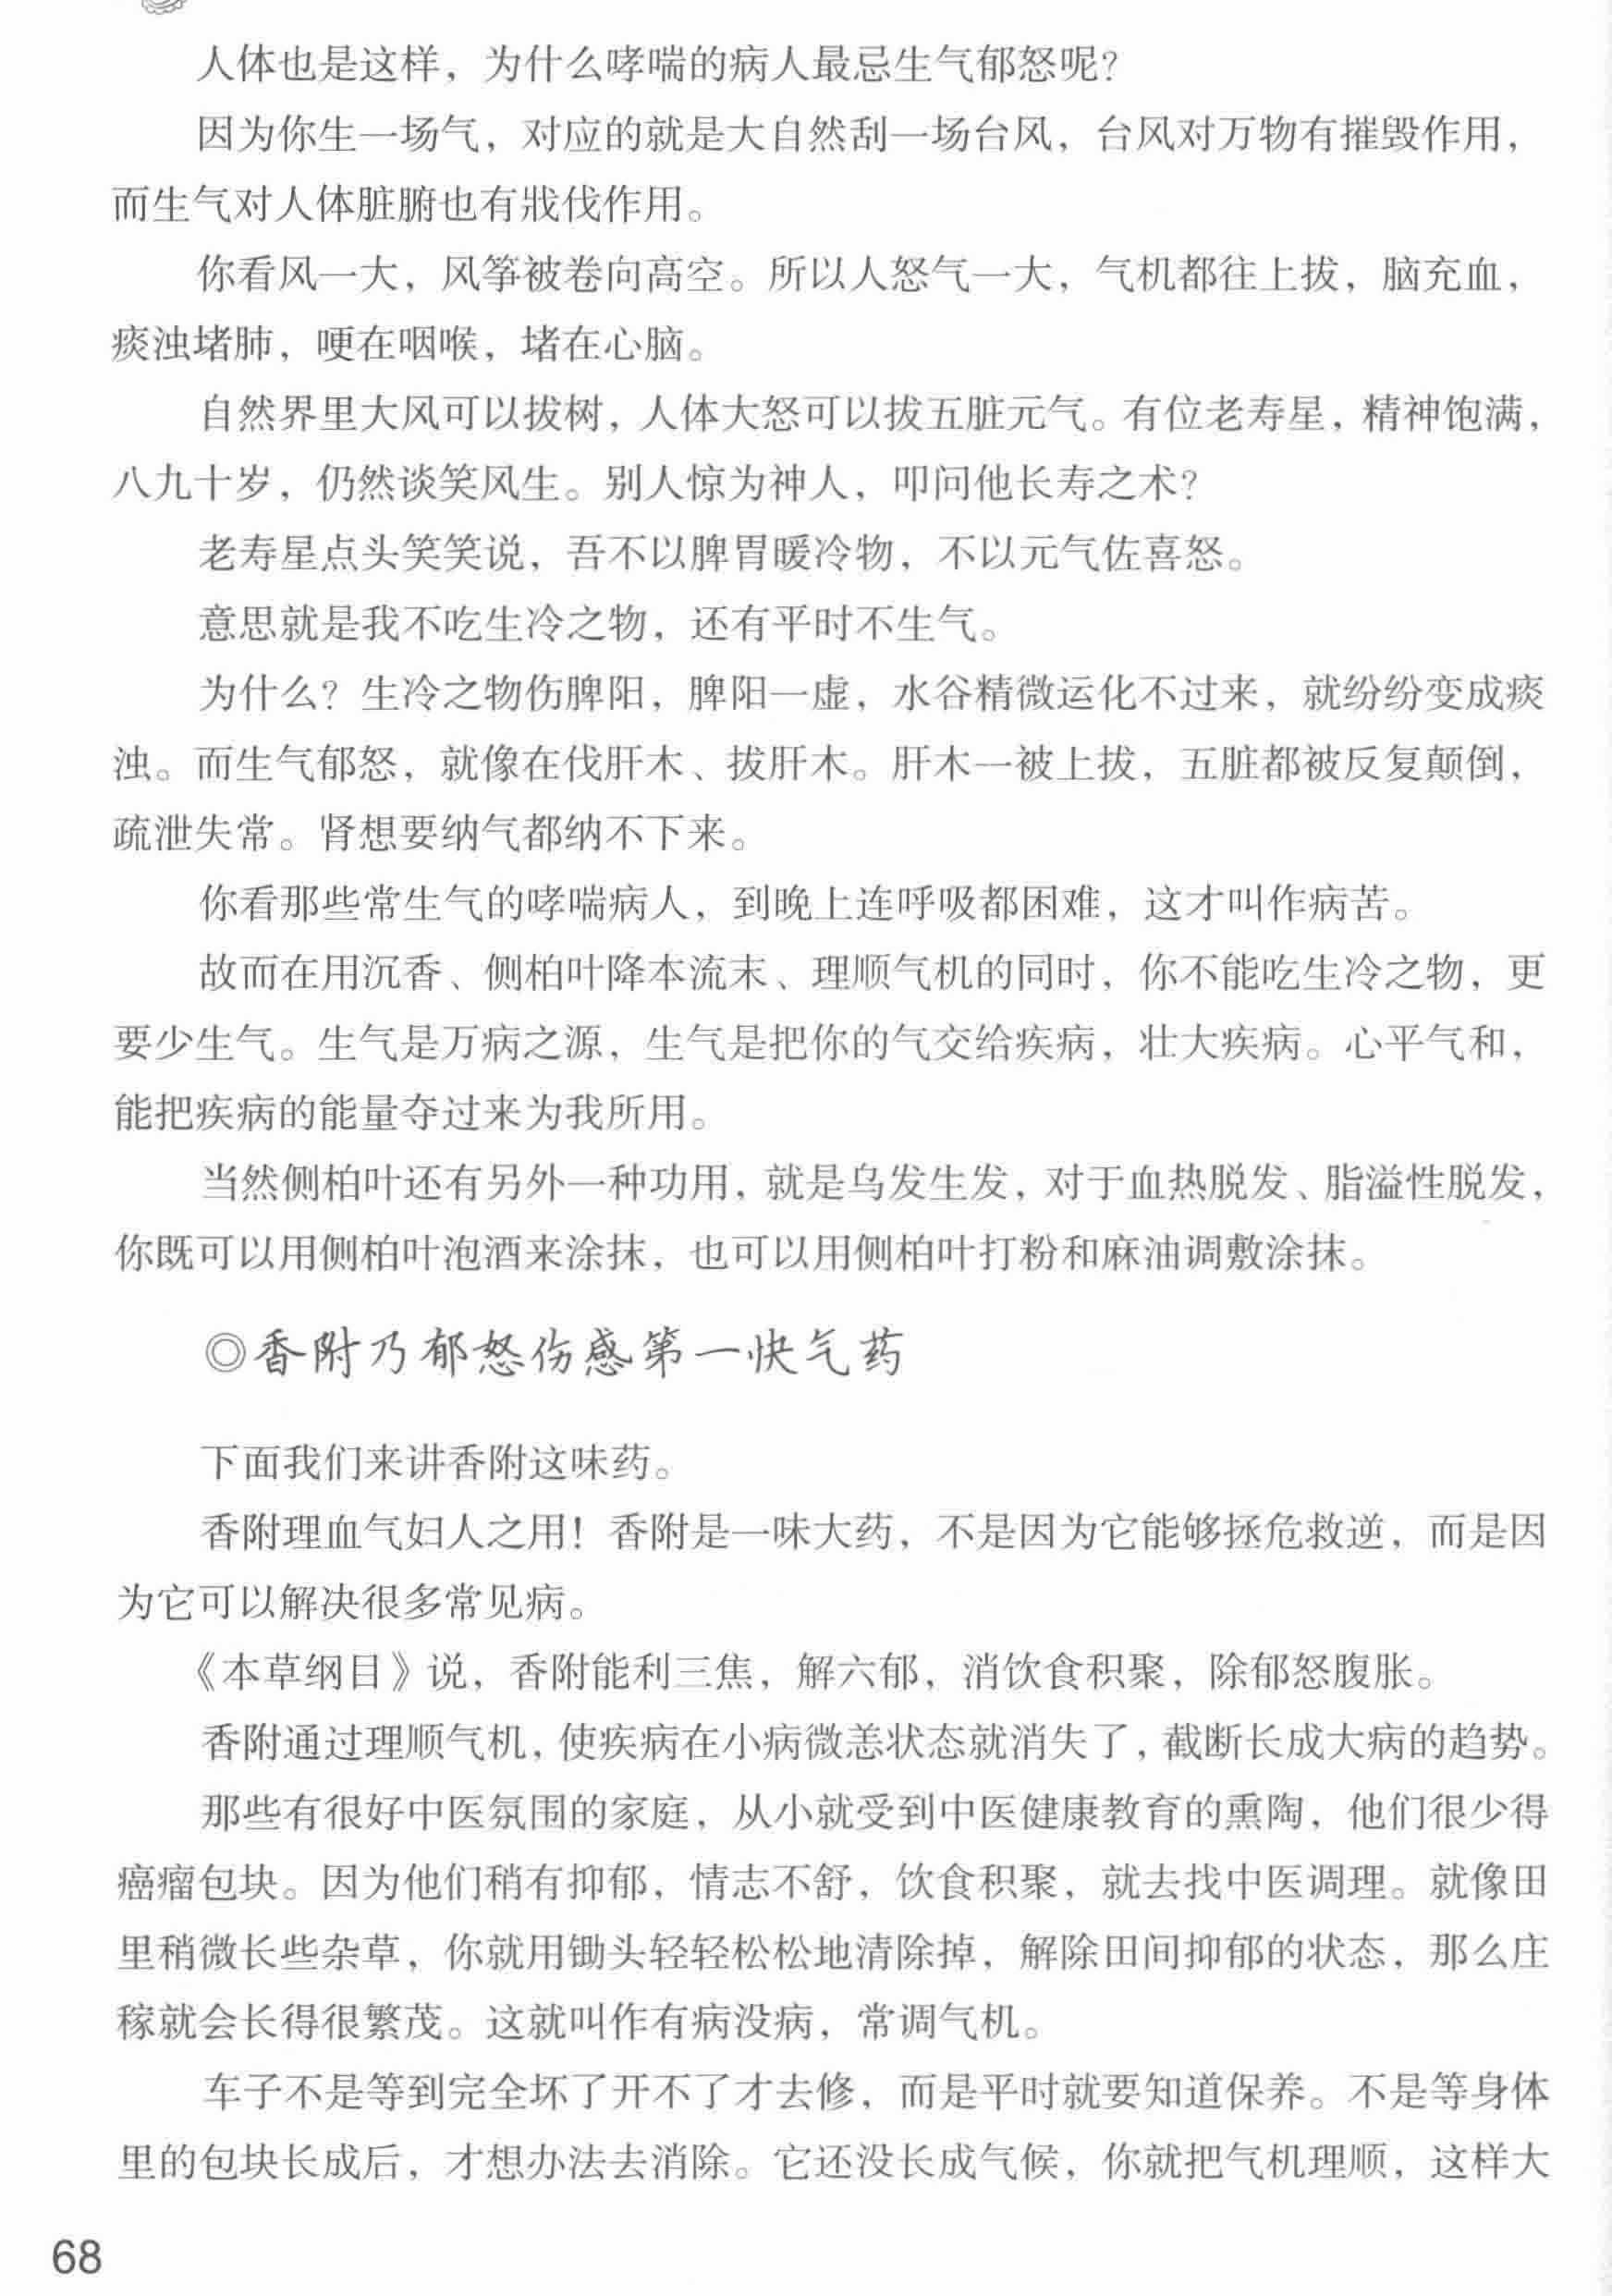 人体也是这样，为什么哮喘的病人最忌生气郁怒呢？
因为你生一场气，对应的就是大自然刮一场台风，台风对万物有摧毁作用，
而生气对人体脏腑也有戕伐作用。
你看风一大，风筝被卷向高空。所以人怒气一大，气机都往上拔，脑充血，
痰浊堵肺，哽在咽喉，堵在心脑。
自然界里大风可以拔树，人体大怒可以拔五脏元气。有位老寿星，精神饱满，
八九十岁，仍然谈笑风生。别人惊为神人，叩问他长寿之术？
老寿星点头笑笑说，吾不以脾胃暖冷物，不以元气佐喜怒。
意思就是我不吃生冷之物，还有平时不生气。
为什么？生冷之物伤脾阳，脾阳一虚，水谷精微运化不过来，就纷纷变成痰
浊。而生气郁怒，就像在伐肝木、拔肝木。肝木一被上拔，五脏都被反复颠倒，
疏泄失常。肾想要纳气都纳不下来。
你看那些常生气的哮喘病人，到晚上连呼吸都困难，这才叫作病苦。
故而在用沉香、侧柏叶降本流末、理顺气机的同时，你不能吃生冷之物，更
要少生气。生气是万病之源，生气是把你的气交给疾病，壮大疾病。心平气和，
能把疾病的能量夺过来为我所用。
当然侧柏叶还有另外一种功用，就是乌发生发，对于血热脱发、脂溢性脱发，
你既可以用侧柏叶泡酒来涂抹，也可以用侧柏叶打粉和麻油调敷涂抹。
◎香附乃郁怒伤感第一快气药
下面我们来讲香附这味药。
香附理血气妇人之用！香附是一味大药，不是因为它能够拯危救逆，而是因
为它可以解决很多常见病。
《本草纲目》说，香附能利三焦，解六郁，消饮食积聚，除郁怒腹胀。
香附通过理顺气机，使疾病在小病微恙状态就消失了，截断长成大病的趋势。
那些有很好中医氛围的家庭，从小就受到中医健康教育的熏陶，他们很少得
癌瘤包块。因为他们稍有抑郁，情志不舒，饮食积聚，就去找中医调理。就像田
里稍微长些杂草，你就用锄头轻轻松松地清除掉，解除田间抑郁的状态，那么庄
稼就会长得很繁茂。这就叫作有病没病，常调气机。
车子不是等到完全坏了开不了才去修，而是平时就要知道保养。不是等身体
里的包块长成后，才想办法去消除。它还没长成气候，你就把气机理顺，这样大
68